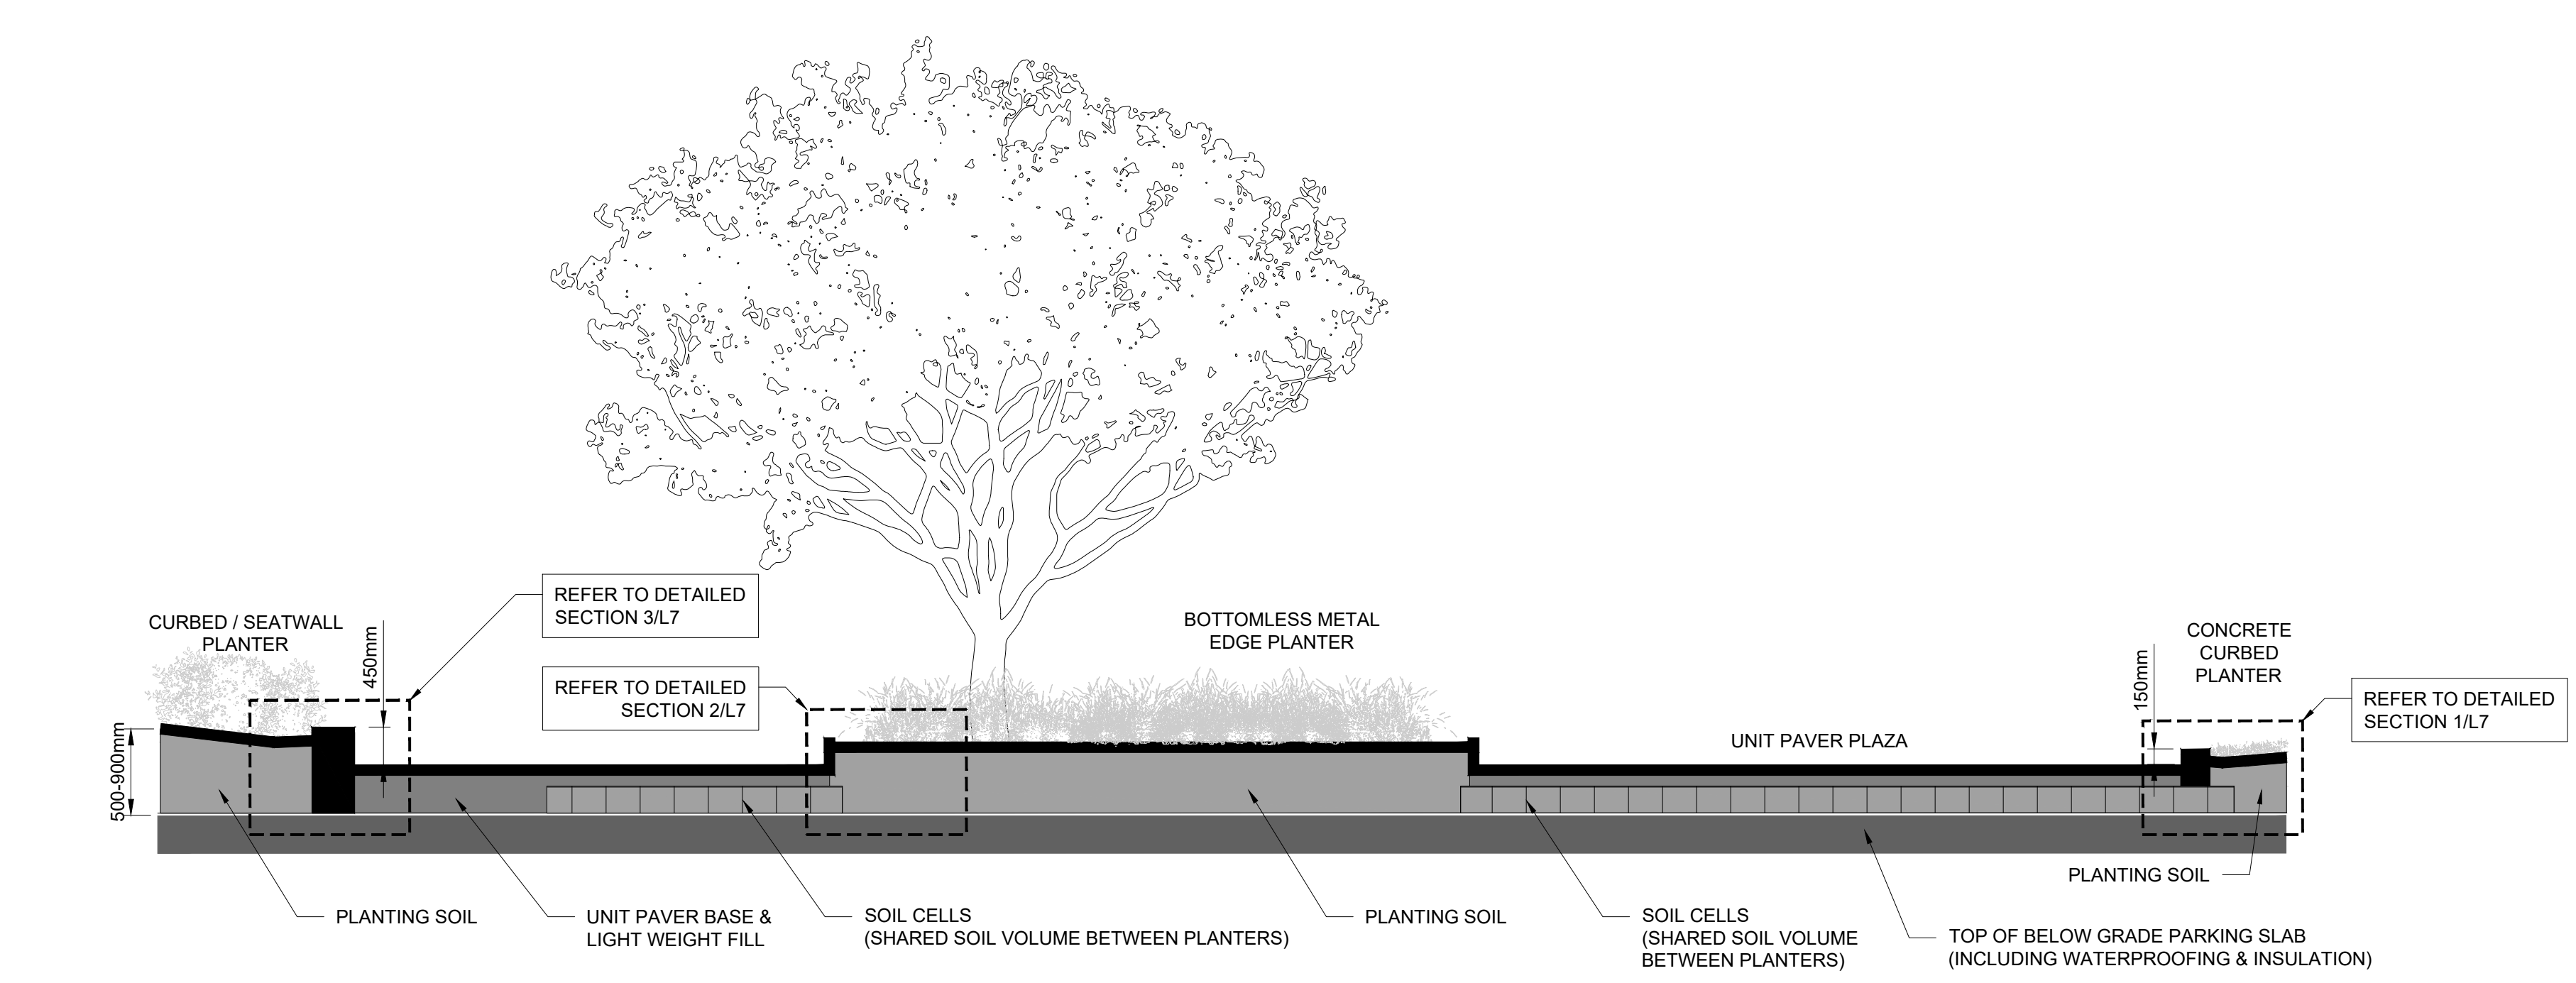 REFER TO DETAILED
SECTION 3/L7
CURBED / SEATWALL
PLANTER
450mm
BOTTOMLESS METAL
EDGE PLANTER
CONCRETE
CURBED
PLANTER
150mm
REFER TO DETAILED
SECTION 2/L7
REFER TO DETAILED
SECTION 1/L7
500-900mm
UNIT PAVER PLAZA
PLANTING SOIL
PLANTING SOIL
UNIT PAVER BASE &
LIGHT WEIGHT FILL
SOIL CELLS
(SHARED SOIL VOLUME BETWEEN PLANTERS)
PLANTING SOIL
SOIL CELLS
(SHARED SOIL VOLUME
BETWEEN PLANTERS)
TOP OF BELOW GRADE PARKING SLAB
(INCLUDING WATERPROOFING & INSULATION)